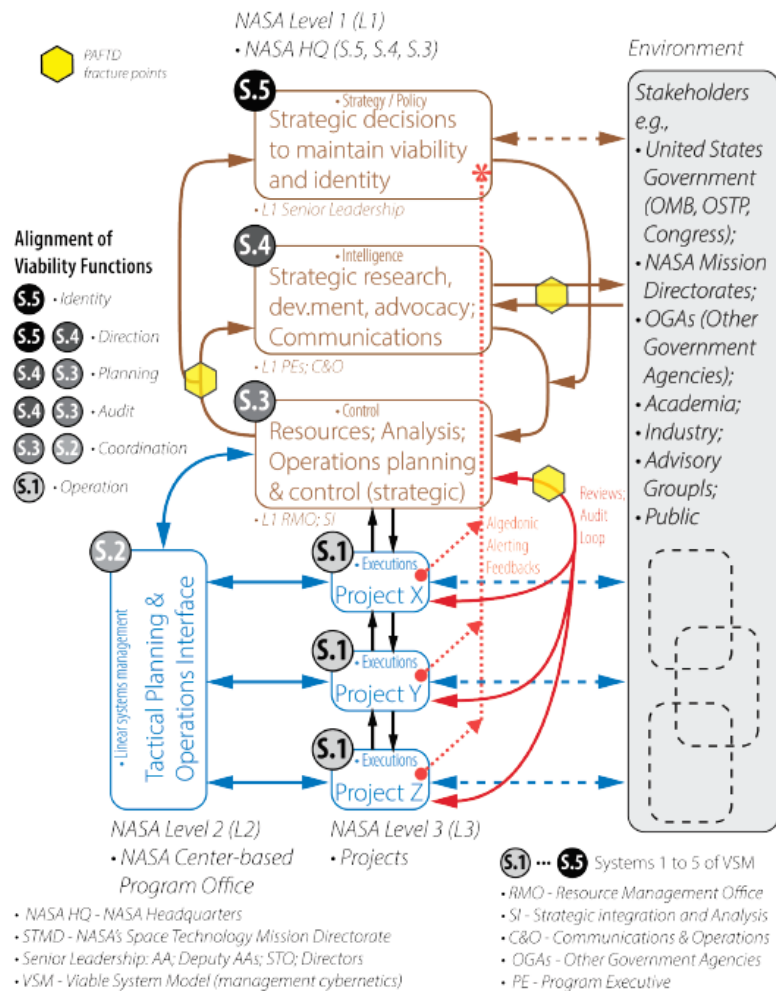 NASA Level 1 (L1)
• NASA HQ (S.5, S.4, S.3)
PAFTD
fracture points
Environment
S.5
• Strategy / Policy
Strategic decisions
to maintain viability
and identity
• L1 Senior Leadership
Stakeholders
e.g.,
• United States
Government
(OMB, OSTP,
Congress);
• NASA Mission
Directorates;
• OGAs (Other
Government
Agencies);
• Academia;
• Industry;
• Advisory
Groupls;
• Public
Alignment of
Viability Functions
S.5 • Identity
S.5 S.4 • Direction
S.4 S.3 • Planning
S.4 S.3 • Audit
S.3 S.2 • Coordination
S.1 • Operation
S.4
• Intelligence
Strategic research,
dev.ment, advocacy;
Communications
• L1 PEs; C&O
S.3
• Control
Resources; Analysis;
Operations planning
& control (strategic)
• L1 RMO; SI
Reviews;
Audit
Loop
Algedonic
Alerting
Feedbacks
S.2
• Linear systems management
Tactical Planning &
Operations Interface
S.1
• Executions
Project X
S.1
• Executions
Project Y
S.1
• Executions
Project Z
NASA Level 2 (L2)
• NASA Center-based
Program Office
NASA Level 3 (L3)
• Projects
S.1 ••• S.5 Systems 1 to 5 of VSM
• RMO - Resource Management Office
• SI - Strategic integration and Analysis
• C&O - Communications & Operations
• OGAs - Other Government Agencies
• PE - Program Executive
• NASA HQ - NASA Headquarters
• STMD - NASA's Space Technology Mission Directorate
• Senior Leadership: AA; Deputy AAs; STO; Directors
• VSM - Viable System Model (management cybernetics)